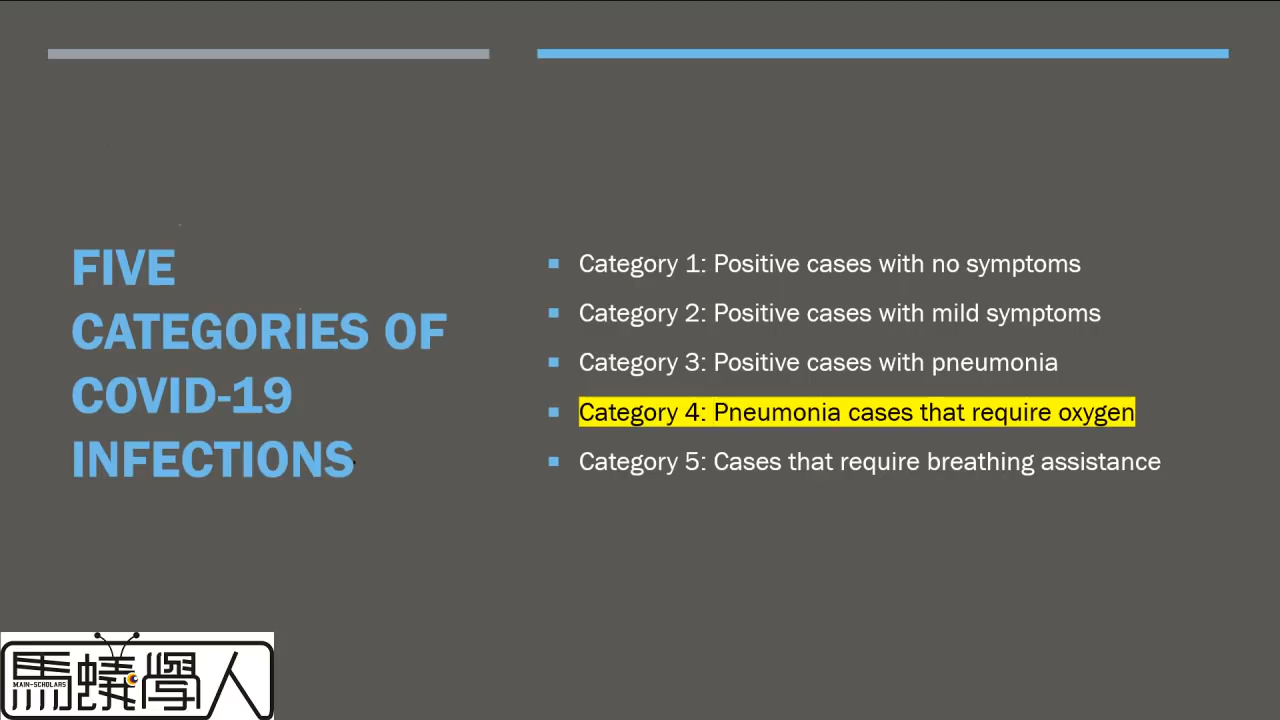 FIVE
CATEGORIES OF
COVID-19
INFECTIONS
Category 1: Positive cases with no symptoms
Category 2: Positive cases with mild symptoms
Category 3: Positive cases with pneumonia
Category 4: Pneumonia cases that require oxygen
Category 5: Cases that require breathing assistance
馬蟻學人
MAIN-SCHOLARS